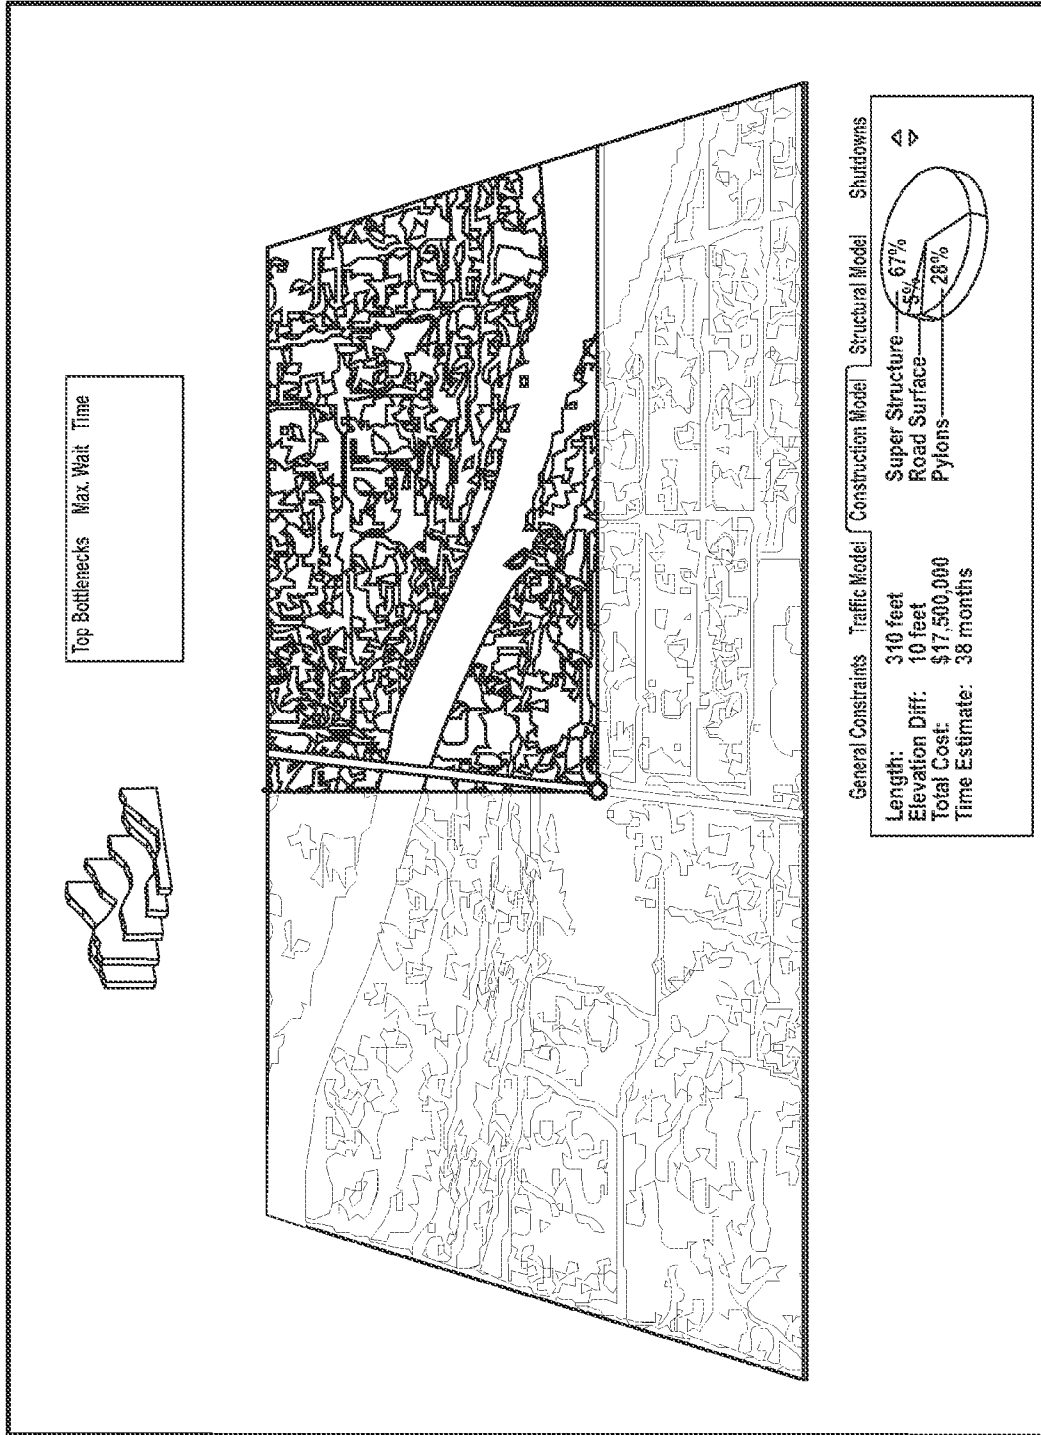 Top Bottlenecks Max. Wait Time
General Constraints Traffic Model Construction Model Structural Model Shutdowns
Length: 310 feet
Elevation Diff: 10 feet
Total Cost: $17,500,000
Time Estimate: 38 months
Super Structure 67%
Road Surface 5%
Pylons 28%